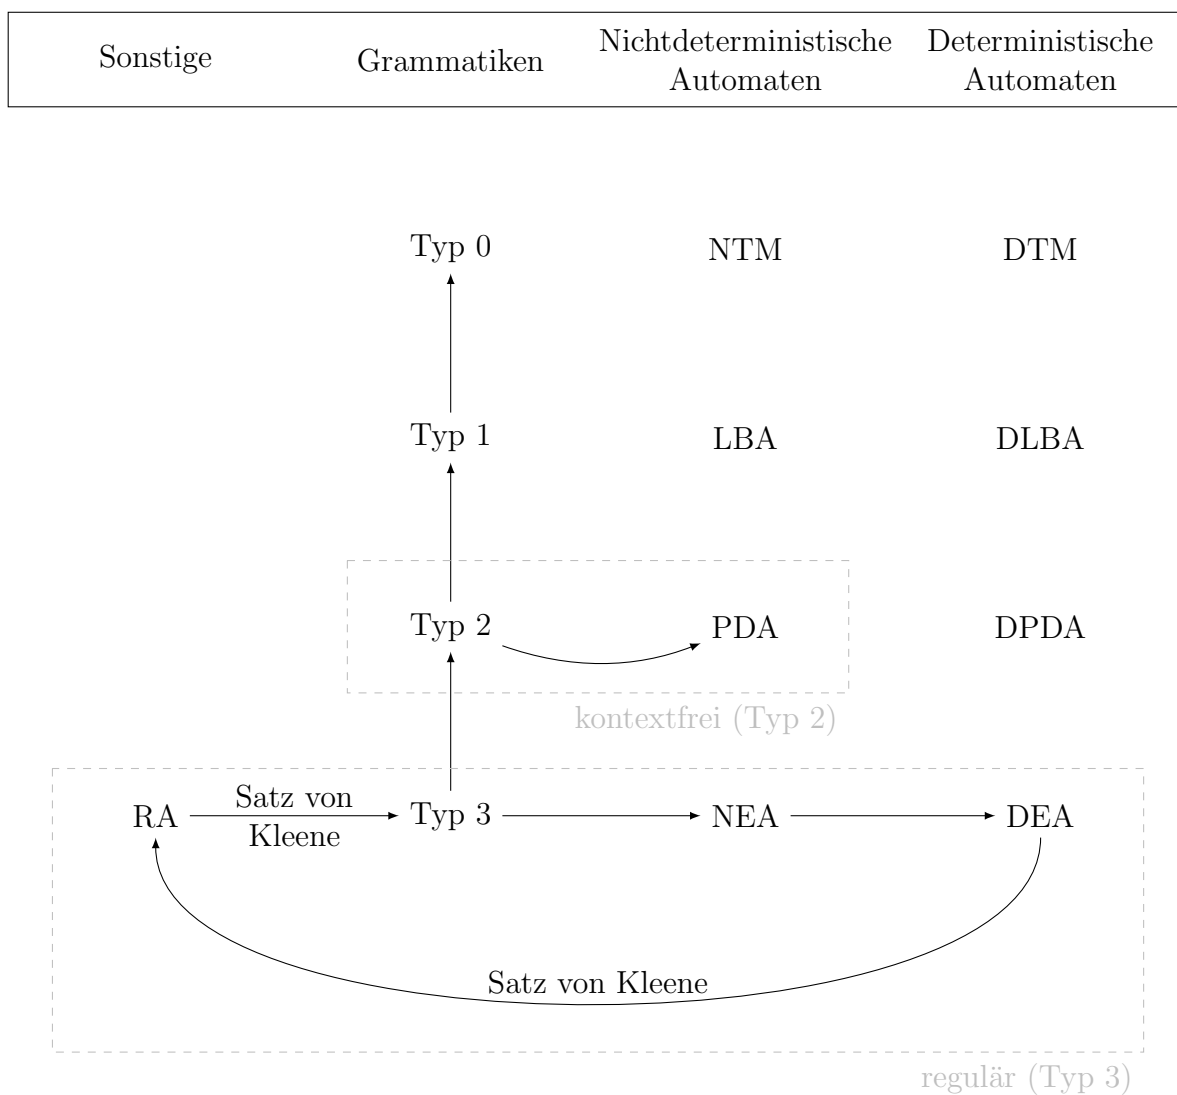 Sonstige
Grammatiken
Nichtdeterministische
Automaten
Deterministische
Automaten
Typ 0
NTM
DTM
Typ 1
LBA
DLBA
Typ 2
PDA
DPDA
kontextfrei (Typ 2)
RA
Satz von
Kleene
Typ 3
NEA
DEA
Satz von Kleene
regulär (Typ 3)